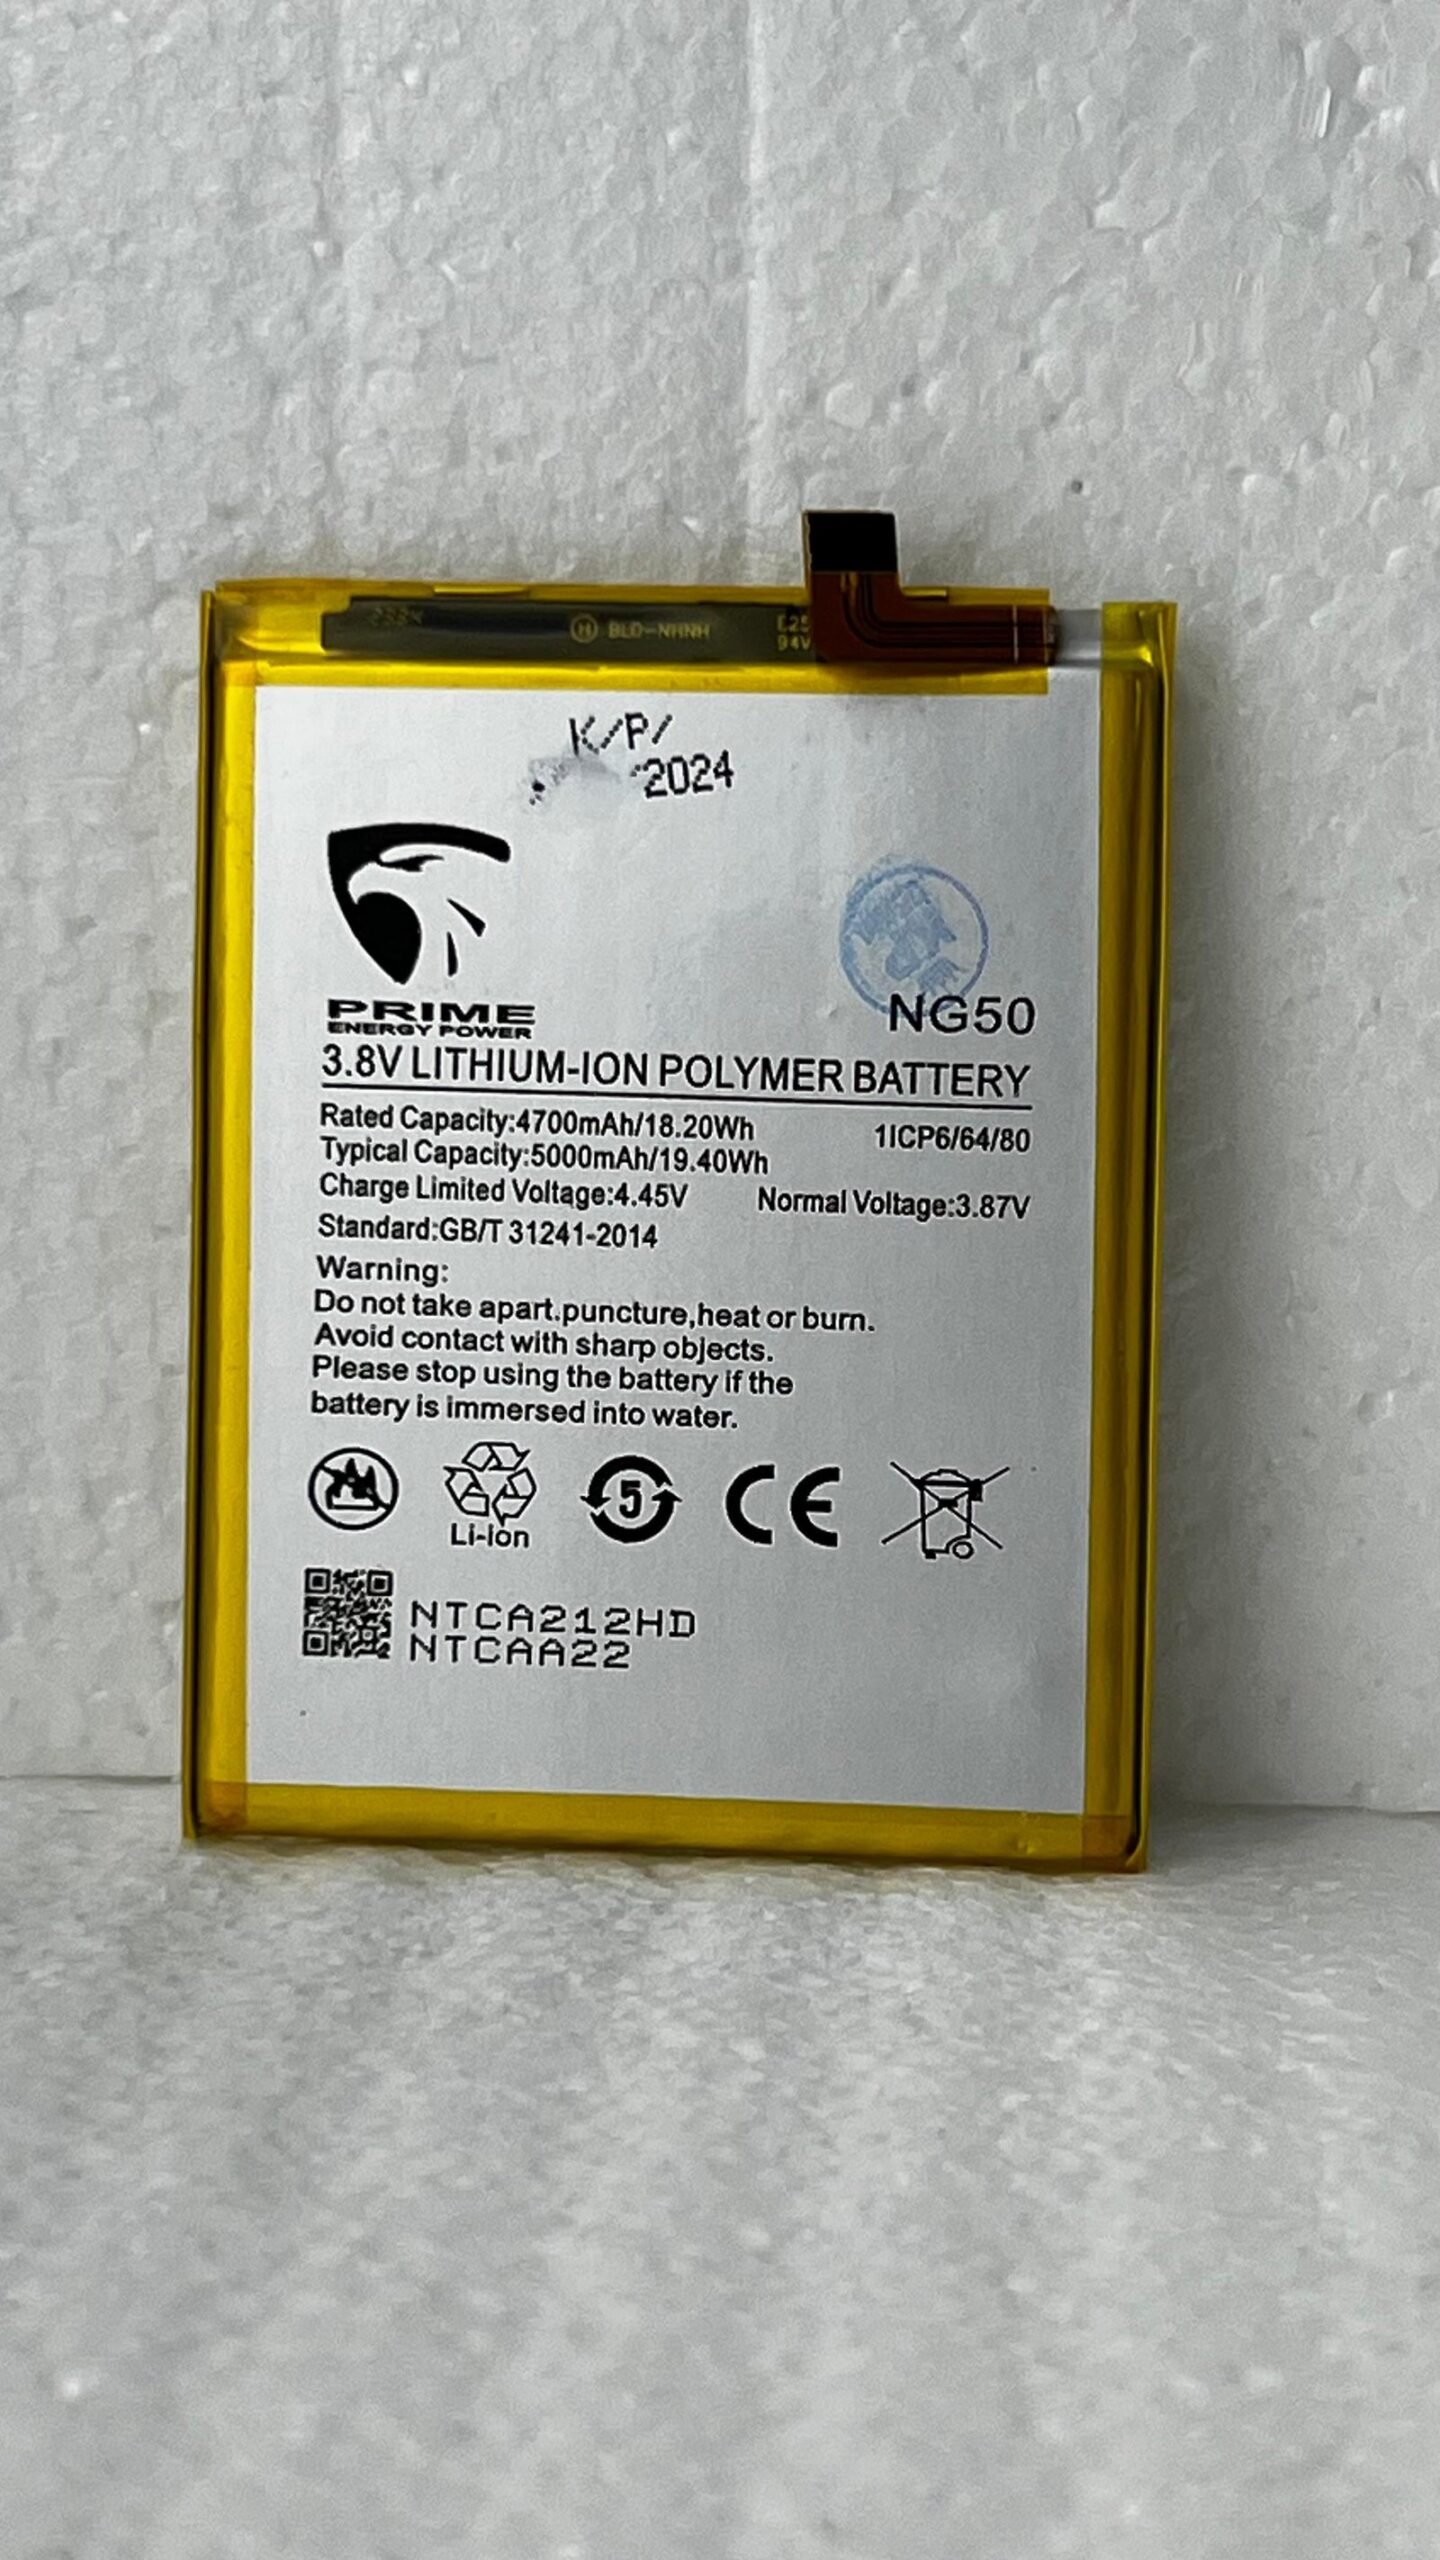 BLD-NHNH
94V
K/P/
2024
PRIME
ENERGY POWER
NG50
3.8V LITHIUM-ION POLYMER BATTERY
Rated Capacity:4700mAh/18.20Wh
1ICP6/64/80
Typical Capacity:5000mAh/19.40Wh
Charge Limited Voltage:4.45V Normal Voltage:3.87V
Standard:GB/T 31241-2014
Warning:
Do not take apart.puncture,heat or burn.
Avoid contact with sharp objects.
Please stop using the battery if the
battery is immersed into water.
Li-Ion
5
CE
NTCA212HD
NTCAA22